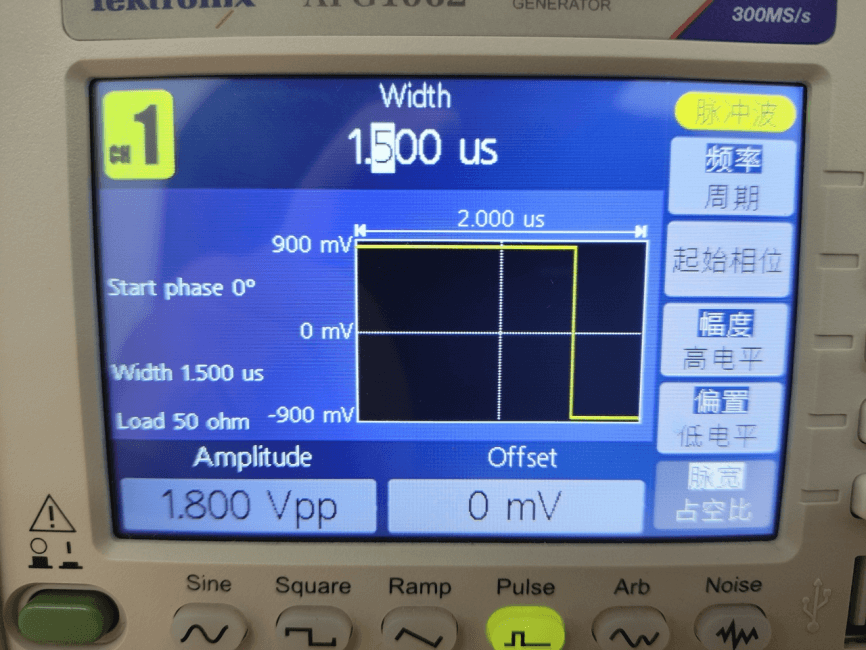 Tektronix AFG1062
GENERATOR
300MS/s
CH 1
Width
1.500 us
脉冲波
频率
周期
起始相位
幅度
高电平
偏置
低电平
脉宽
占空比
2.000 us
900 mV
Start phase 0°
0 mV
Width 1.500 us
Load 50 ohm
-900 mV
Amplitude
Offset
1.800 Vpp
0 mV
Sine
Square
Ramp
Pulse
Arb
Noise